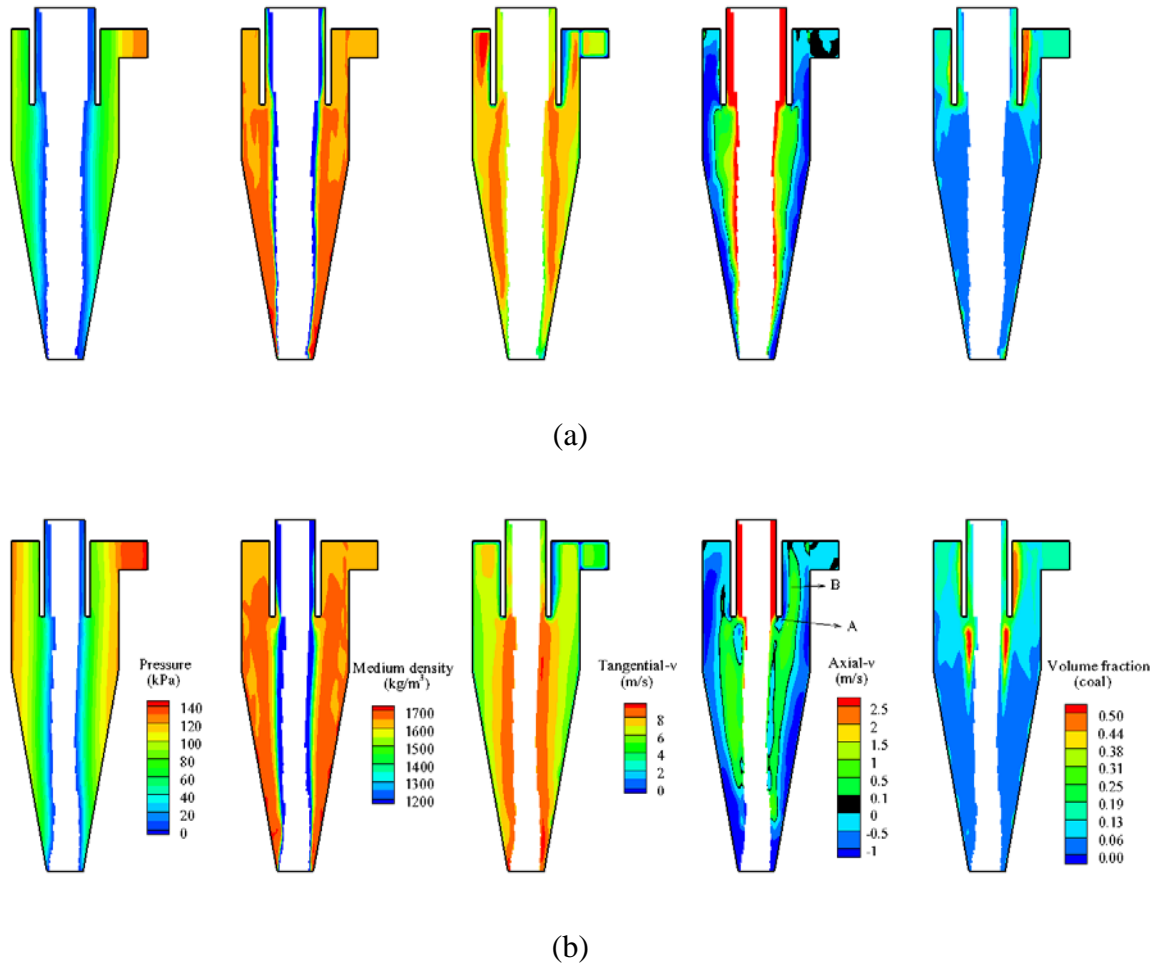 (a)
B
A
Pressure
(kPa)
140
120
100
80
60
40
20
0
Medium density
(kg/m³)
1700
1600
1500
1400
1300
1200
Tangential-v
(m/s)
8
6
4
2
0
Axial-v
(m/s)
2.5
2
1.5
1
0.5
0.1
0
-0.5
-1
Volume fraction
(coal)
0.50
0.44
0.38
0.31
0.25
0.19
0.13
0.06
0.00
(b)